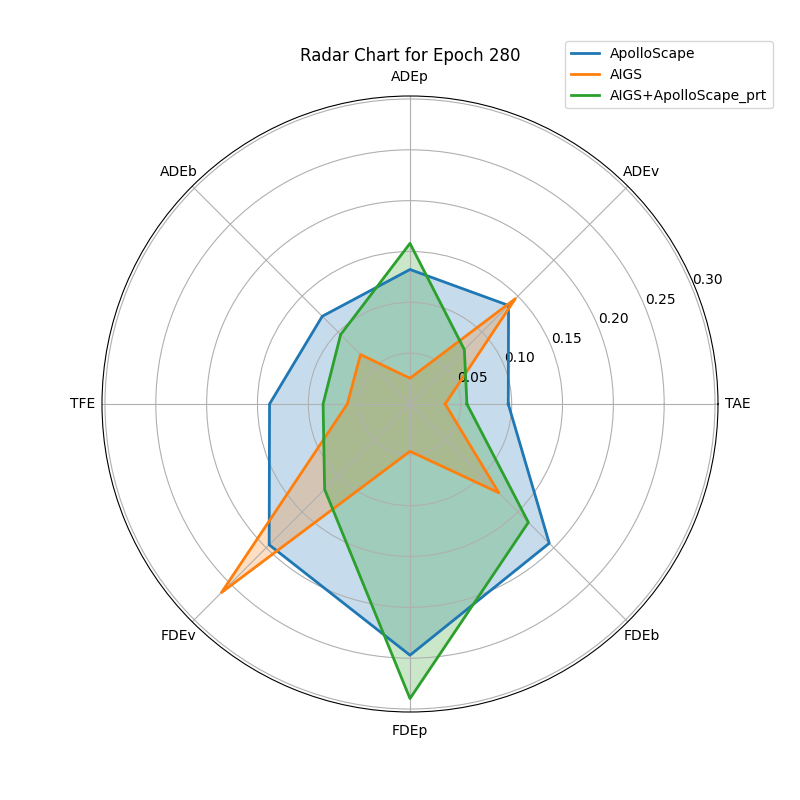 Radar Chart for Epoch 280
ApolloScape
AIGS
AIGS+ApolloScape_prt
ADEp
ADEb
ADEv
0.30
0.25
0.20
0.15
0.10
0.05
TFE
TAE
FDEv
FDEb
FDEp